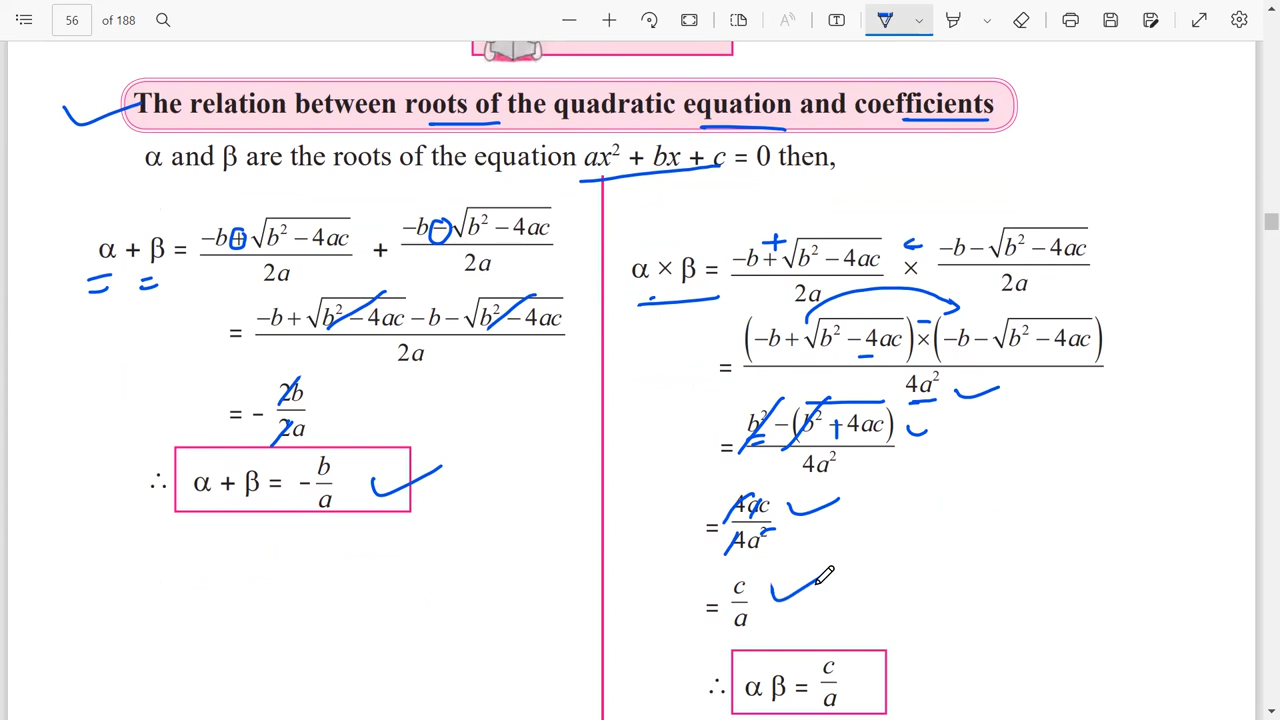 56 of 188
The relation between roots of the quadratic equation and coefficients
α and β are the roots of the equation ax² + bx + c = 0 then,
α + β = (-b + √(b² − 4ac))/2a + (-b − √(b² − 4ac))/2a
= (-b + √(b² − 4ac) − b − √(b² − 4ac))/2a
= - 2b/2a
∴ α + β = - b/a
α × β = (-b + √(b² − 4ac))/2a × (-b − √(b² − 4ac))/2a
= ((-b + √(b² − 4ac)) × (-b − √(b² − 4ac)))/4a²
= (b² − (b² − 4ac))/4a²
= 4ac/4a²
= c/a
∴ α β = c/a